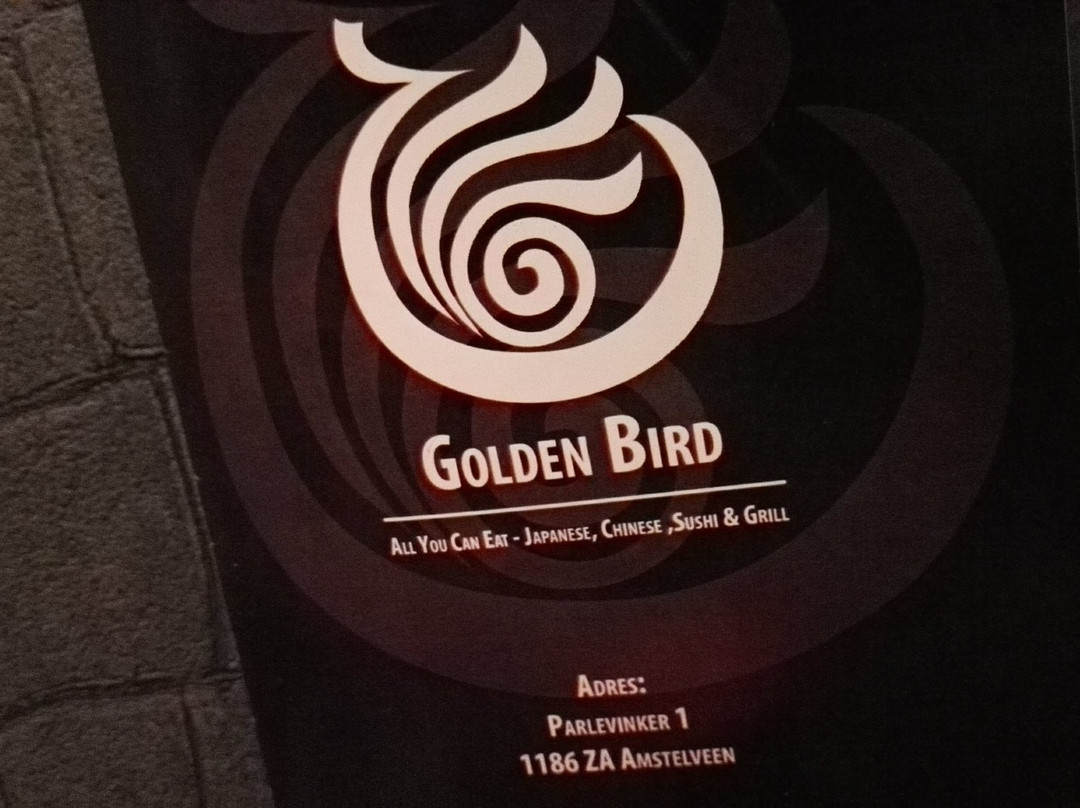 Golden Bird
All You Can Eat - Japanese, Chinese ,Sushi & Grill
Adres:
Parlevinker 1
1186 ZA Amstelveen